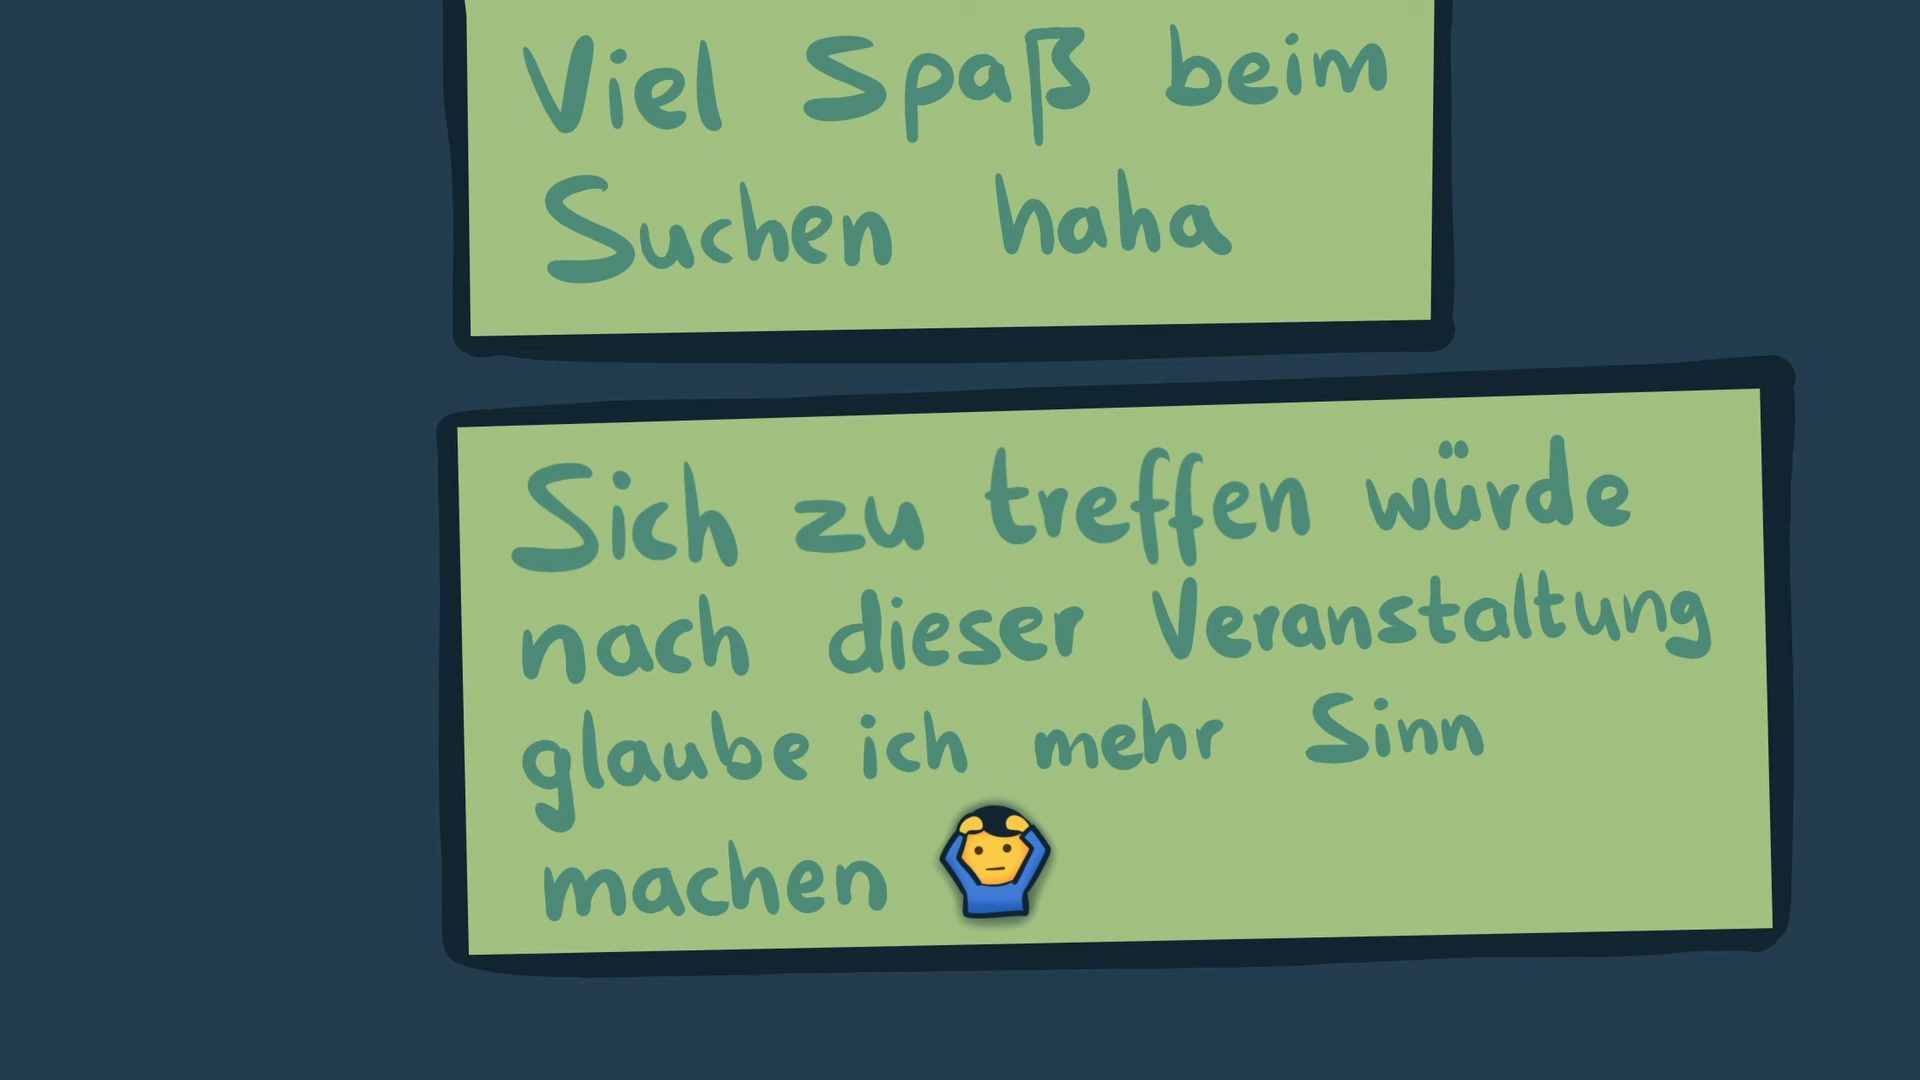 Viel Spaß beim
Suchen haha
Sich zu treffen würde
nach dieser Veranstaltung
glaube ich mehr Sinn
machen 🙆‍♂️